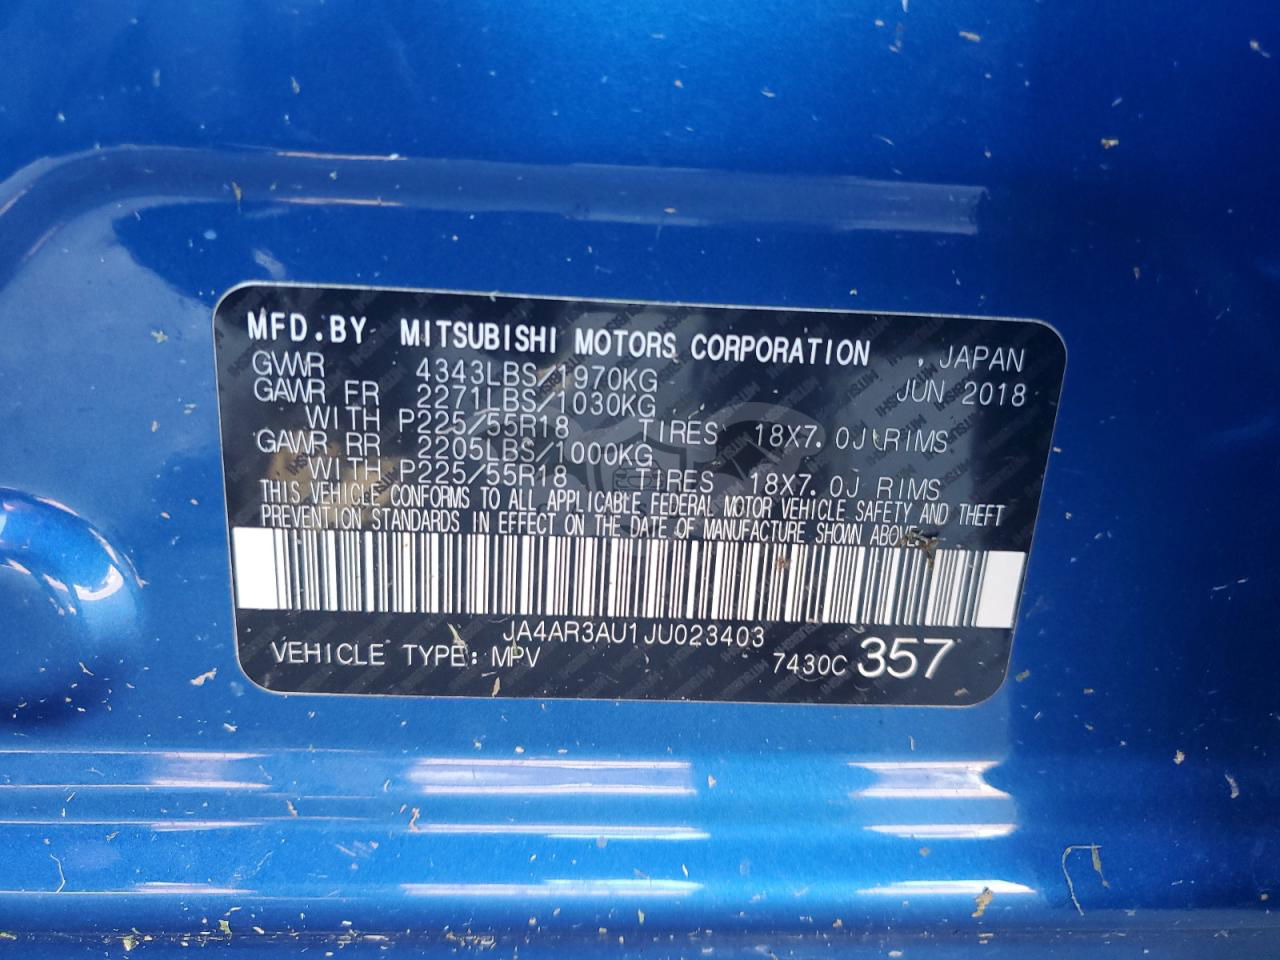 MFD.BY MITSUBISHI MOTORS CORPORATION , JAPAN
GVWR 4343LBS/1970KG JUN 2018
GAWR FR 2271LBS/1030KG
WITH P225/55R18 TIRES 18X7.0J RIMS
GAWR RR 2205LBS/1000KG
WITH P225/55R18 TIRES 18X7.0J RIMS
THIS VEHICLE CONFORMS TO ALL APPLICABLE FEDERAL MOTOR VEHICLE SAFETY AND THEFT
PREVENTION STANDARDS IN EFFECT ON THE DATE OF MANUFACTURE SHOWN ABOVE.
JA4AR3AU1JU023403
VEHICLE TYPE: MPV 7430C 357